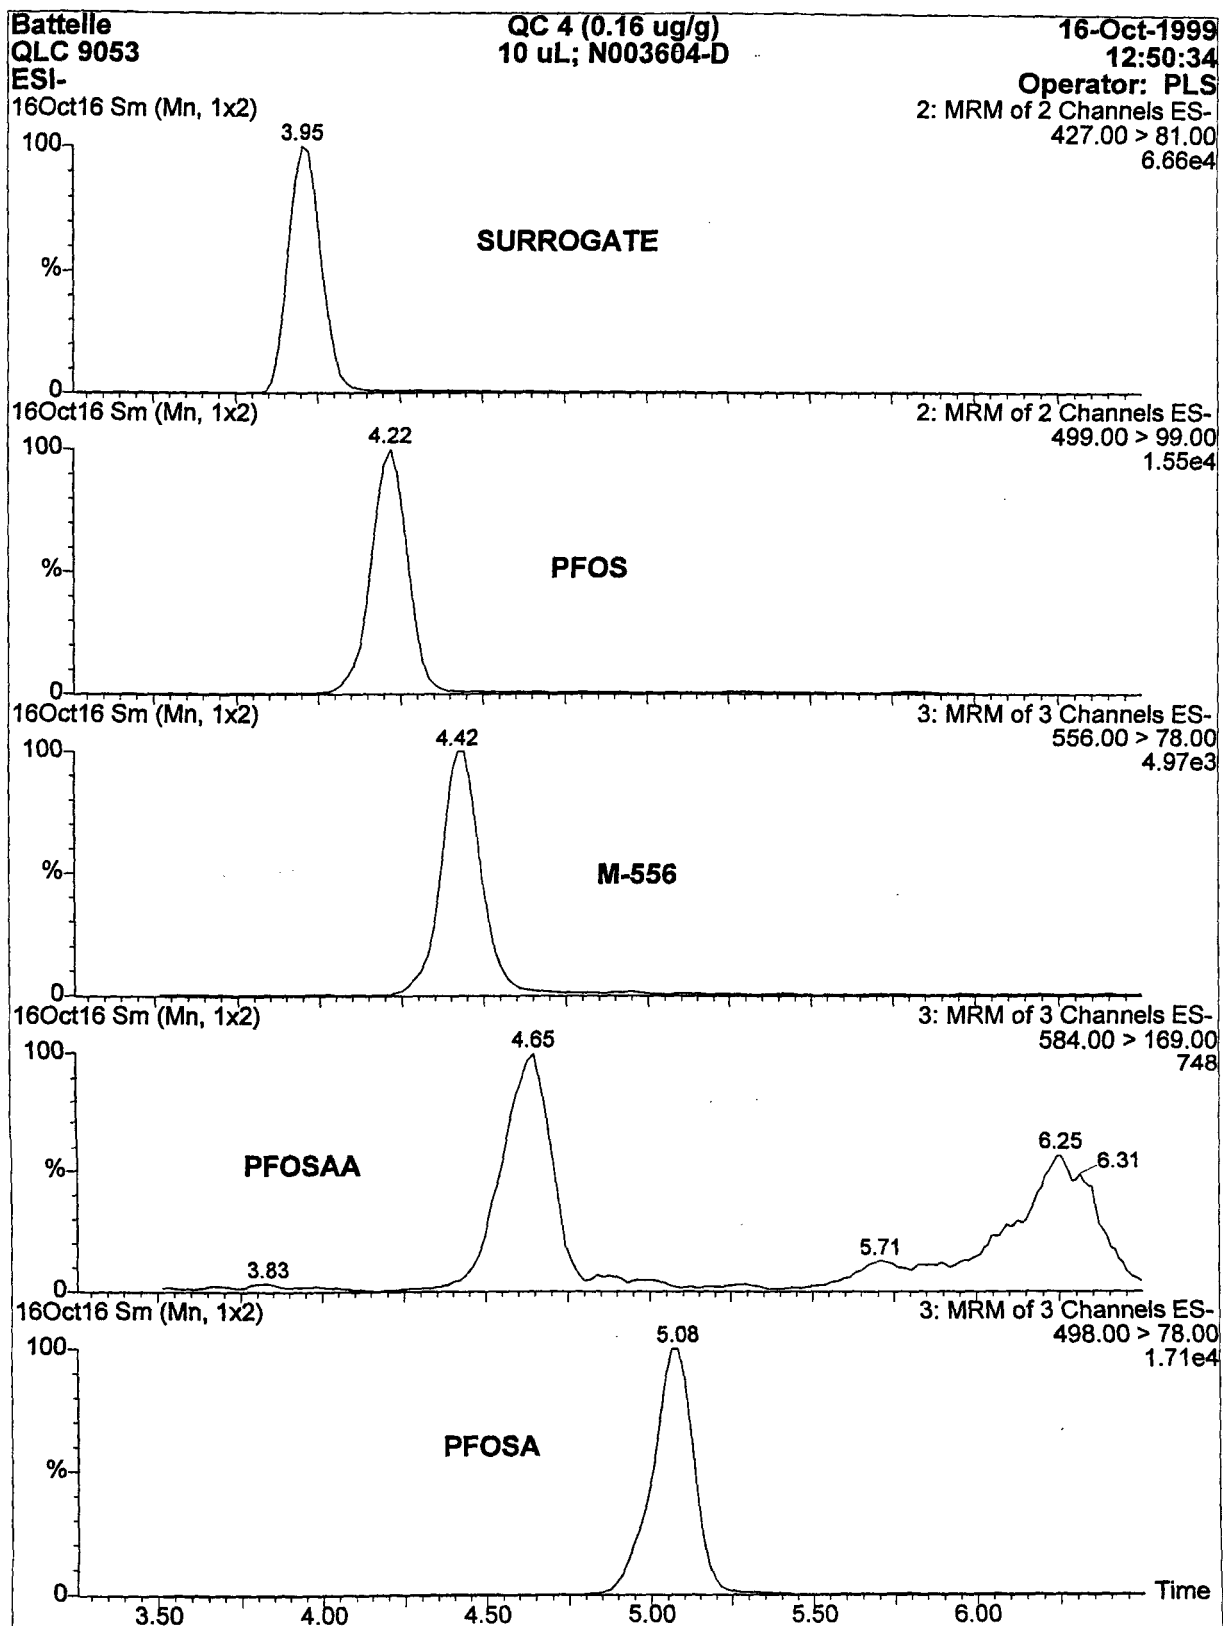 Battelle QC 4 (0.16 ug/g) 16-Oct-1999
QLC 9053 10 uL; N003604-D 12:50:34
ESI- Operator: PLS
16Oct16 Sm (Mn, 1x2) 2: MRM of 2 Channels ES-
427.00 > 81.00
6.66e4
3.95
100
SURROGATE
%
0
16Oct16 Sm (Mn, 1x2) 2: MRM of 2 Channels ES-
499.00 > 99.00
1.55e4
4.22
100
PFOS
%
0
16Oct16 Sm (Mn, 1x2) 3: MRM of 3 Channels ES-
556.00 > 78.00
4.97e3
4.42
100
M-556
%
0
16Oct16 Sm (Mn, 1x2) 3: MRM of 3 Channels ES-
584.00 > 169.00
748
4.65
100
PFOSAA
%
6.25
6.31
5.71
3.83
0
16Oct16 Sm (Mn, 1x2) 3: MRM of 3 Channels ES-
498.00 > 78.00
1.71e4
5.08
100
PFOSA
%
0
Time
3.50 4.00 4.50 5.00 5.50 6.00